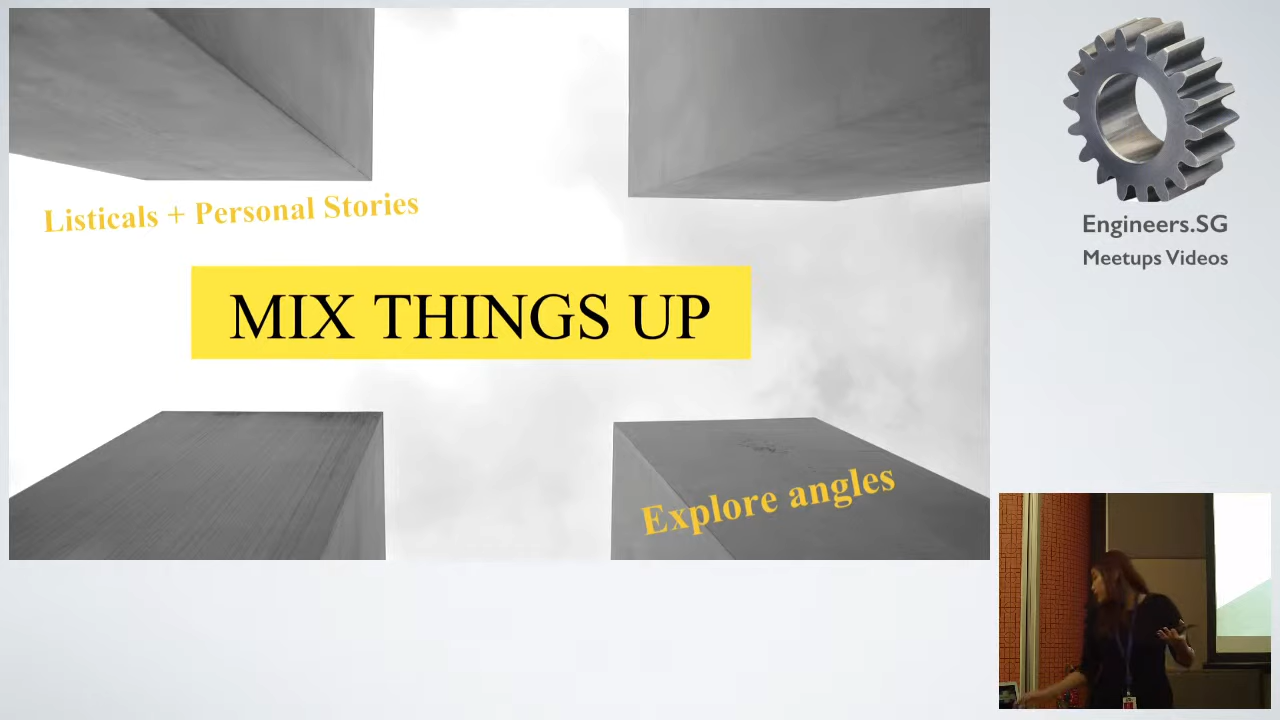 Listicals + Personal Stories
MIX THINGS UP
Explore angles
Engineers.SG
Meetups Videos